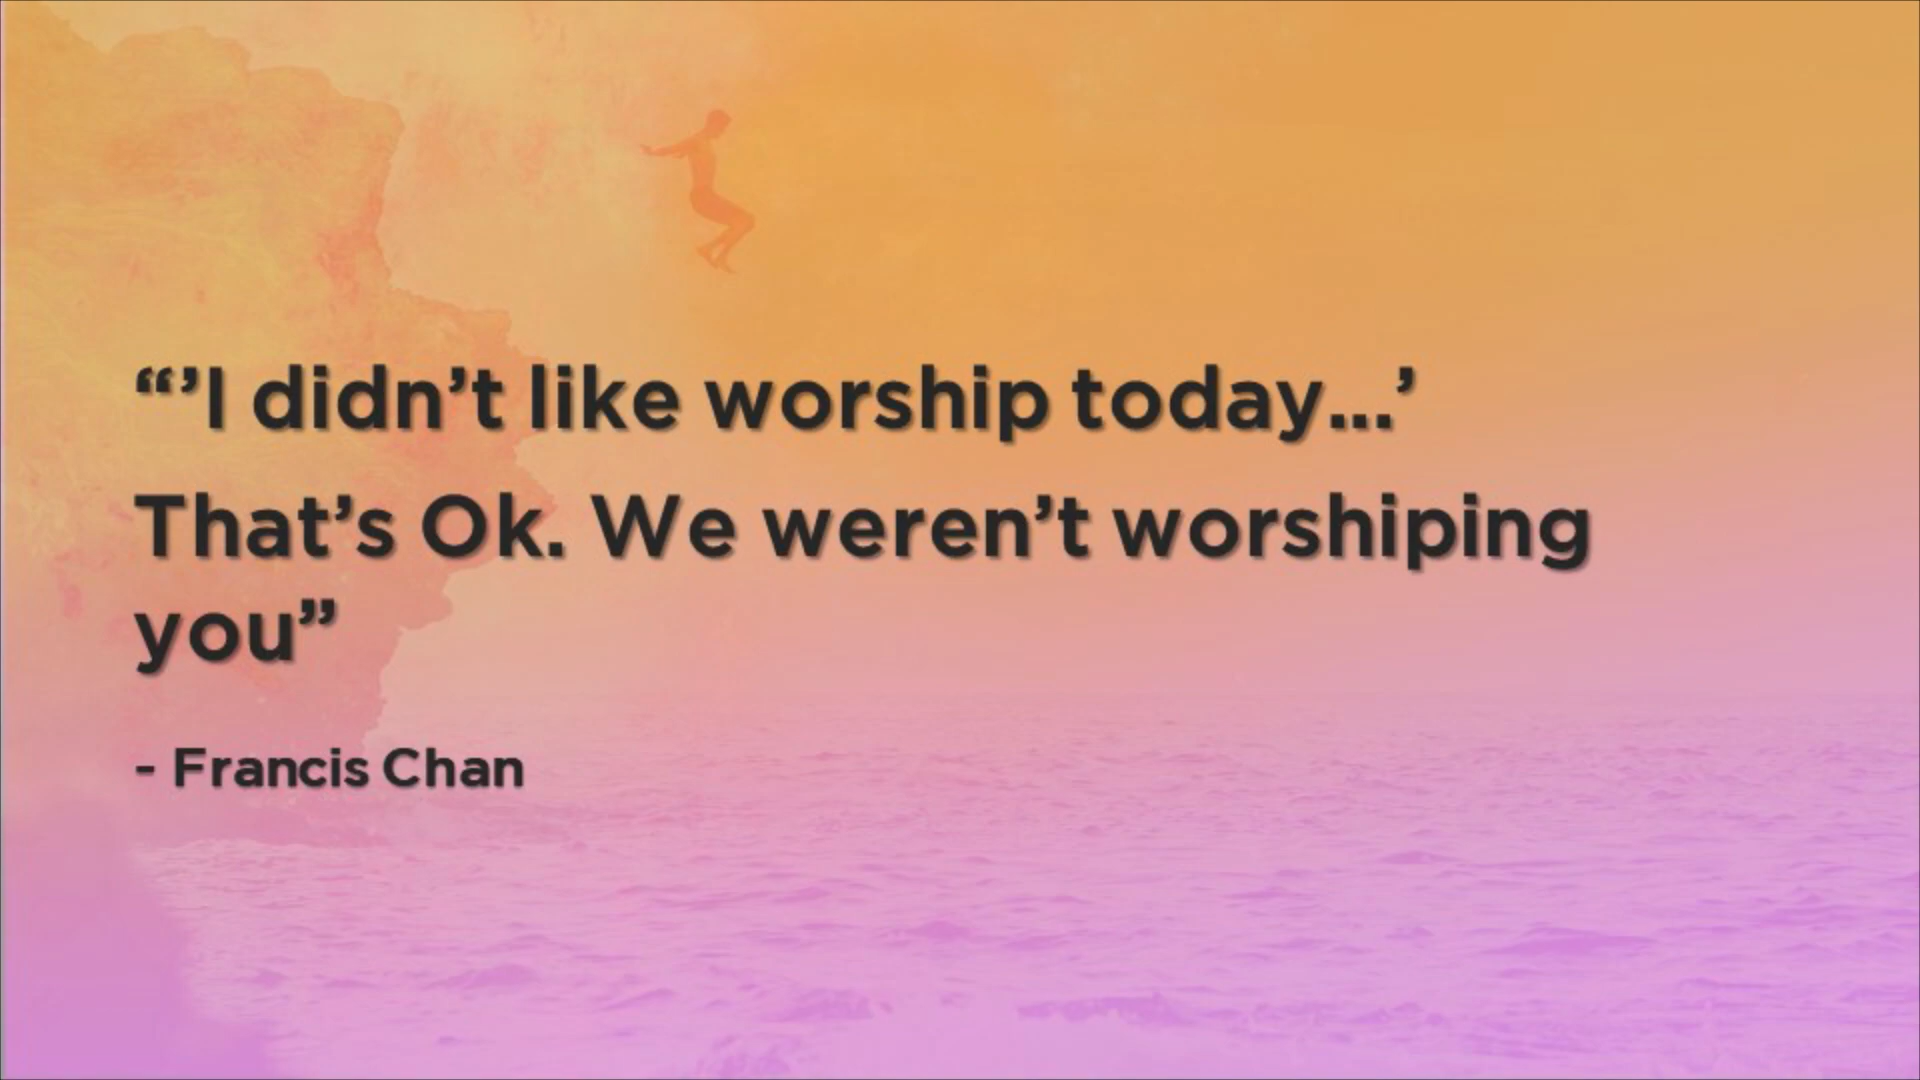 “’I didn’t like worship today...’
That’s Ok. We weren’t worshiping
you”
- Francis Chan